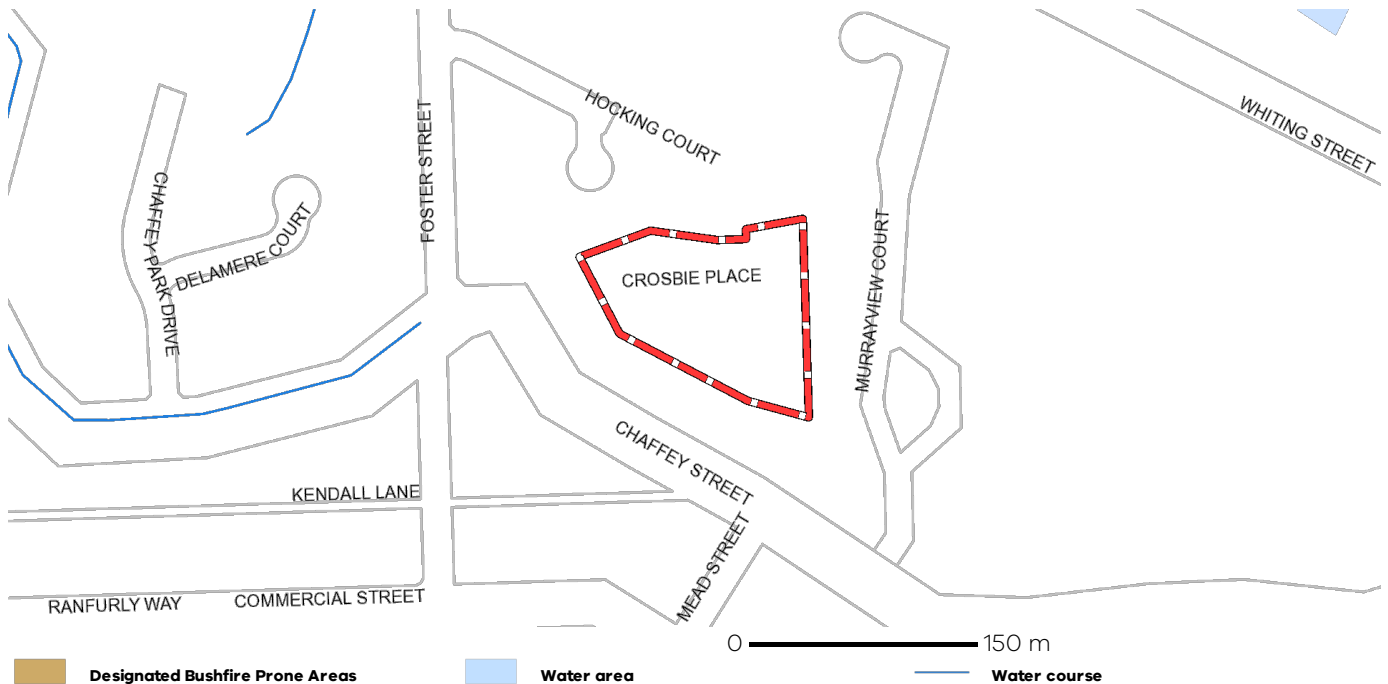 HOCKING COURT
WHITING STREET
FOSTER STREET
CHAFFEY PARK DRIVE
DELAMERE COURT
MURRAYVIEW COURT
CROSBIE PLACE
CHAFFEY STREET
KENDALL LANE
MEAD STREET
RANFURLY WAY
COMMERCIAL STREET
0 150 m
Designated Bushfire Prone Areas
Water area
Water course